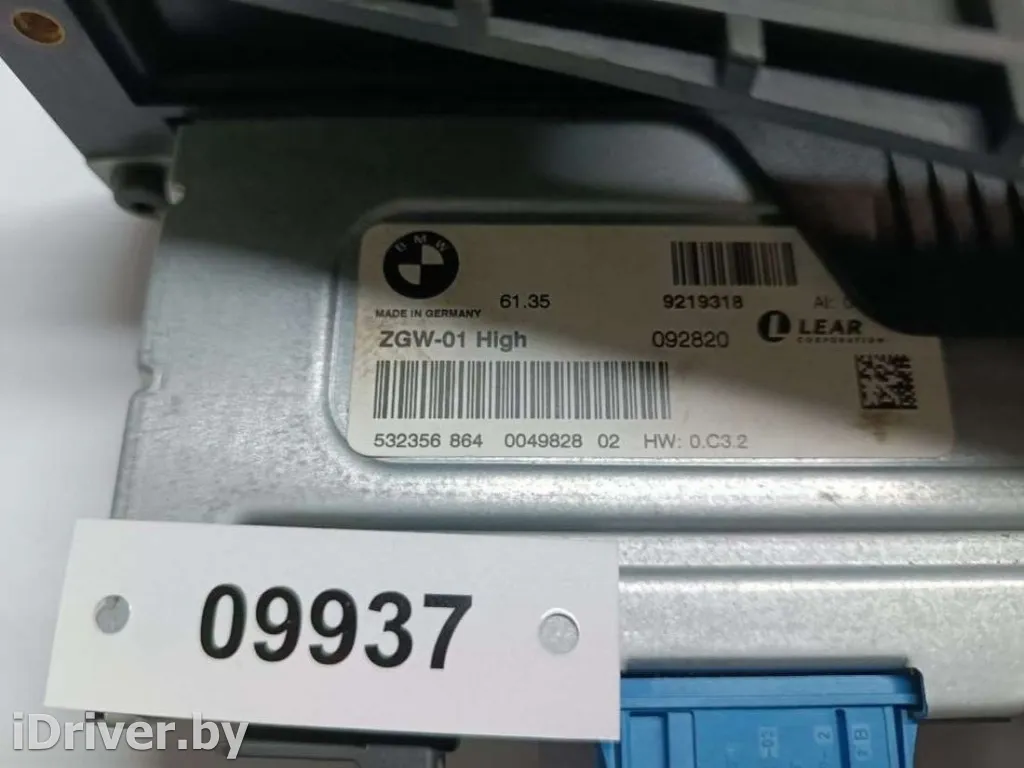 BMW
61.35 9219318 AI:
MADE IN GERMANY
ZGW-01 High 092820 LEAR
CORPORATION
532356 864 0049828 02 HW: 0.C3.2
09937
iDriver.by